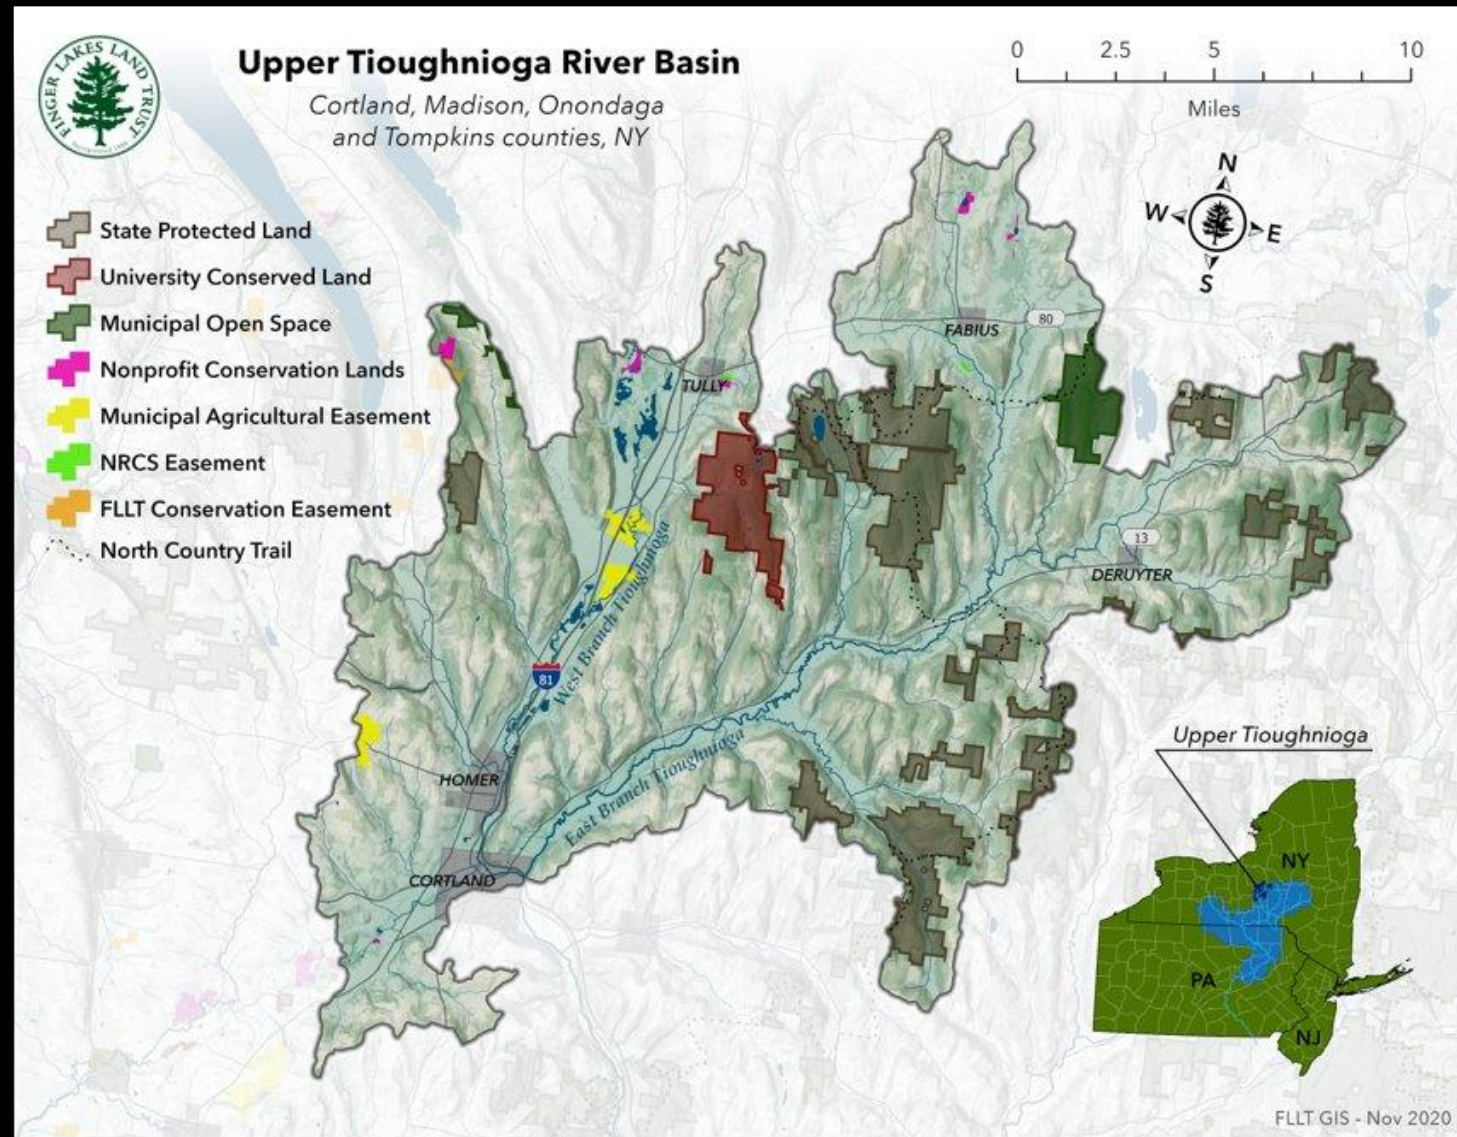 FINGER LAKES LAND TRUST
Upper Tioughnioga River Basin
Cortland, Madison, Onondaga
and Tompkins counties, NY
0 2.5 5 10
Miles
N
W E
S
State Protected Land
University Conserved Land
Municipal Open Space
Nonprofit Conservation Lands
Municipal Agricultural Easement
NRCS Easement
FLLT Conservation Easement
North Country Trail
FABIUS
80
TULLY
13
DERUYTER
West Branch Tioughnioga
81
East Branch Tioughnioga
HOMER
CORTLAND
Upper Tioughnioga
NY
PA
NJ
FLLT GIS - Nov 2020